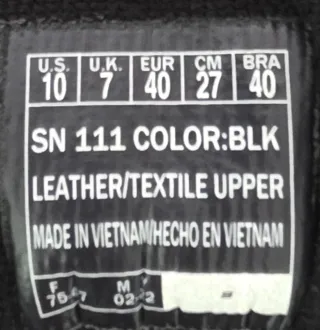 U.S. U.K. EUR CM BRA
10 7 40 27 40
SN 111 COLOR:BLK
LEATHER/TEXTILE UPPER
MADE IN VIETNAM/HECHO EN VIETNAM
F M